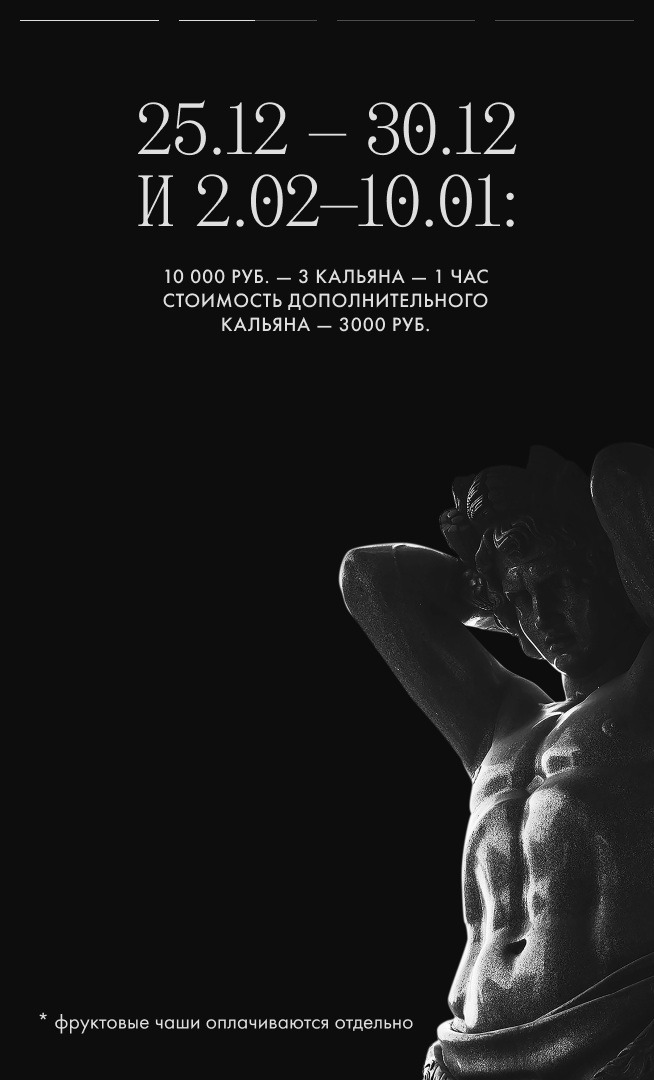 25.12 – 30.12
И 2.02–10.01:
10 000 РУБ. — 3 КАЛЬЯНА — 1 ЧАС
СТОИМОСТЬ ДОПОЛНИТЕЛЬНОГО
КАЛЬЯНА — 3000 РУБ.
* фруктовые чаши оплачиваются отдельно